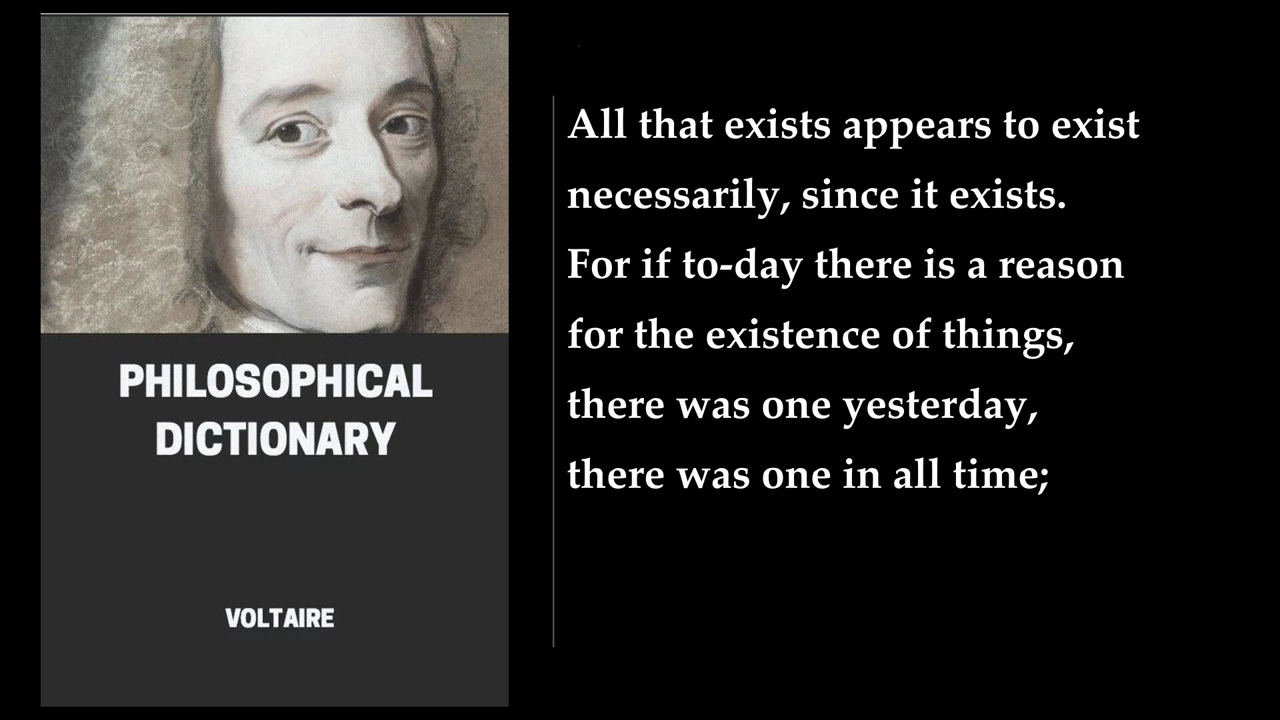 PHILOSOPHICAL
DICTIONARY
VOLTAIRE
All that exists appears to exist
necessarily, since it exists.
For if to-day there is a reason
for the existence of things,
there was one yesterday,
there was one in all time;